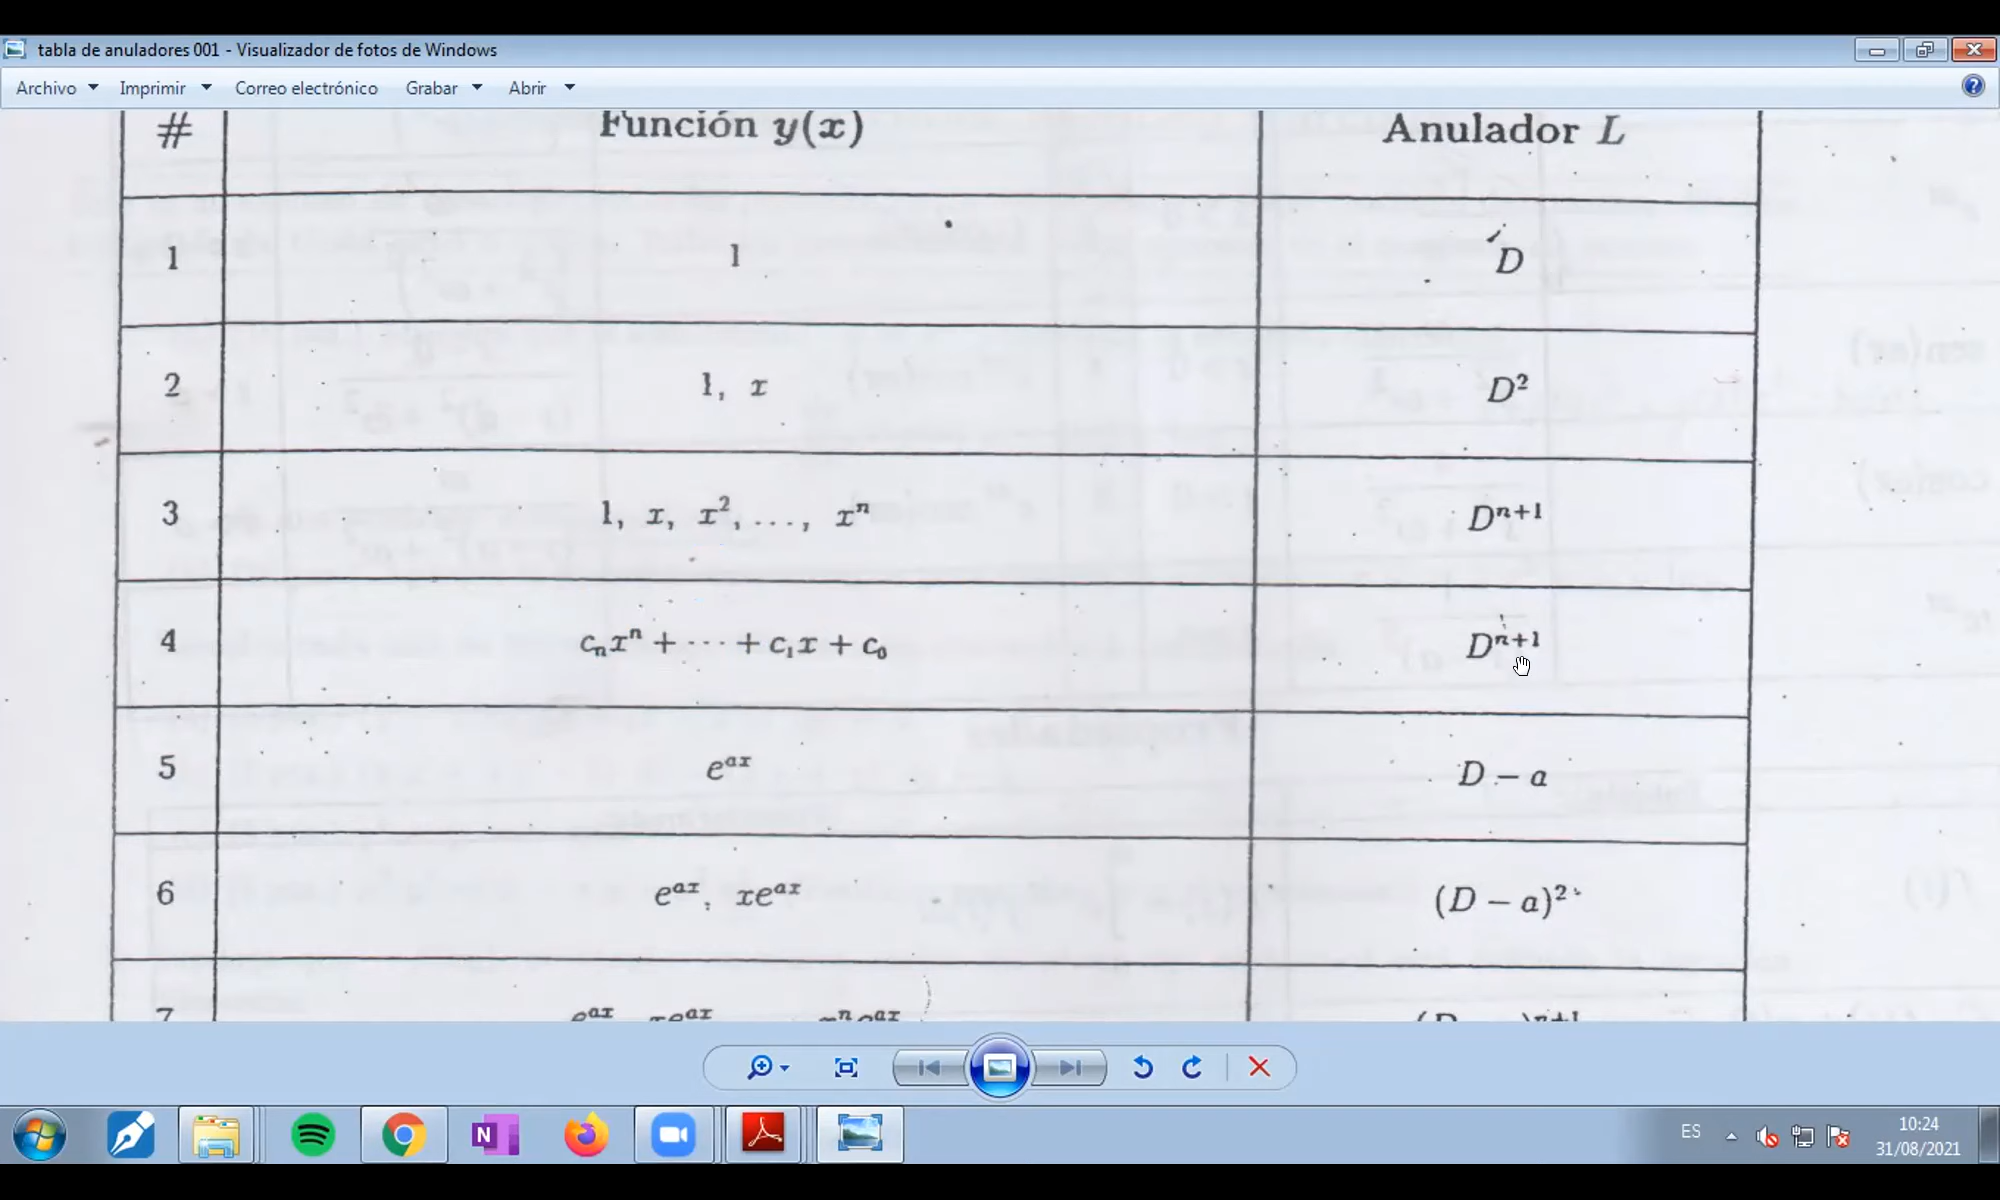 tabla de anuladores 001 - Visualizador de fotos de Windows
Archivo Imprimir Correo electrónico Grabar Abrir
# Función y(x) Anulador L
1 1 D
2 1, x D²
3 1, x, x², ..., xⁿ Dⁿ⁺¹
4 cₙxⁿ + ··· + c₁x + c₀ Dⁿ⁺¹
5 eᵃˣ D − a
6 eᵃˣ, xeᵃˣ (D − a)²
7
ES 10:24
31/08/2021